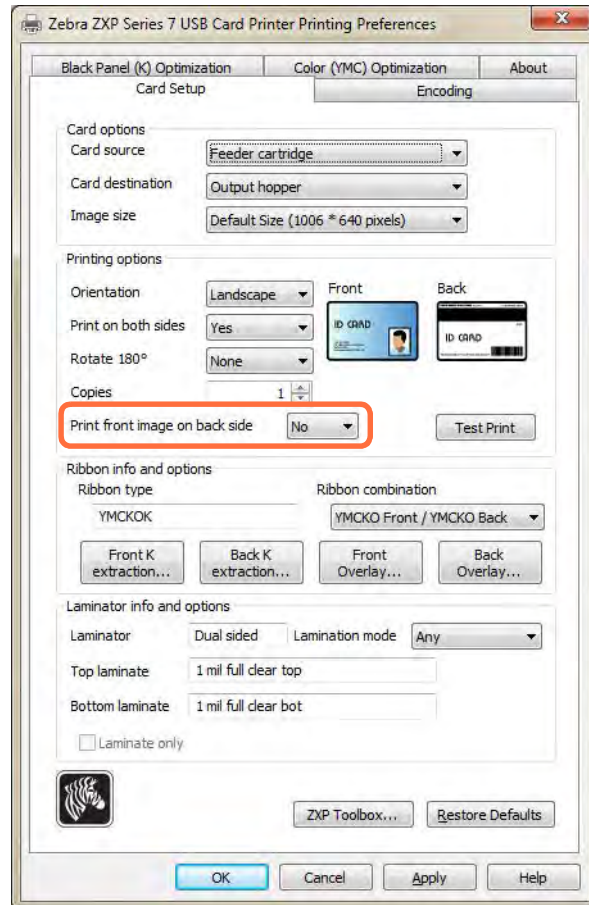 Zebra ZXP Series 7 USB Card Printer Printing Preferences
Black Panel (K) Optimization Color (YMC) Optimization About
Card Setup Encoding
Card options
Card source Feeder cartridge
Card destination Output hopper
Image size Default Size (1006 * 640 pixels)
Printing options
Orientation Landscape Front Back
Print on both sides Yes ID CARD ID CARD
Rotate 180° None
Copies 1
Print front image on back side No Test Print
Ribbon info and options
Ribbon type Ribbon combination
YMCKOK YMCKO Front / YMCKO Back
Front K extraction... Back K extraction... Front Overlay... Back Overlay...
Laminator info and options
Laminator Dual sided Lamination mode Any
Top laminate 1 mil full clear top
Bottom laminate 1 mil full clear bot
Laminate only
ZXP Toolbox... Restore Defaults
OK Cancel Apply Help